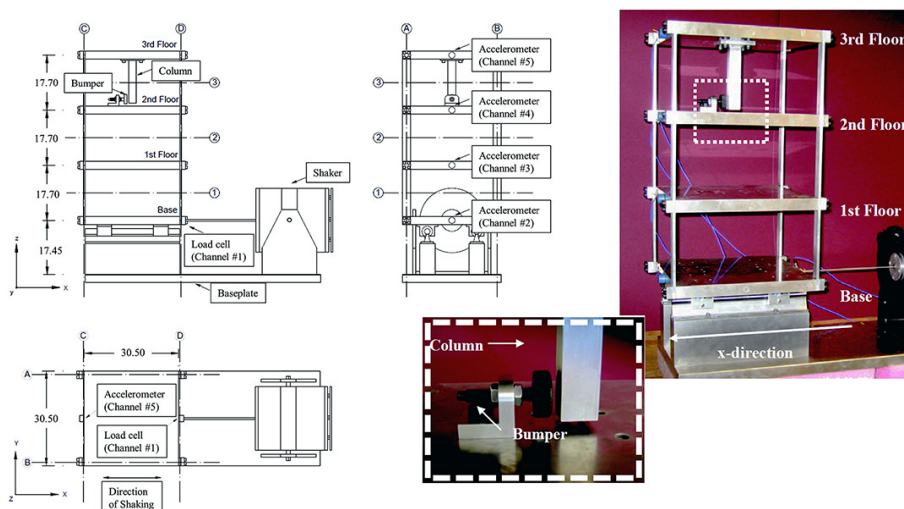 C
D
3rd Floor
Bumper
Column
17.70
3
2nd Floor
17.70
2
1st Floor
17.70
1
Base
Shaker
17.45
Load cell
(Channel #1)
Baseplate
z
y
x
A
B
Accelerometer
(Channel #5)
3
Accelerometer
(Channel #4)
2
Accelerometer
(Channel #3)
1
Accelerometer
(Channel #2)
3rd Floor
2nd Floor
1st Floor
Base
x-direction
C
D
30.50
A
30.50
Accelerometer
(Channel #5)
Load cell
(Channel #1)
B
Y
Z
X
Direction
of Shaking
Column
Bumper